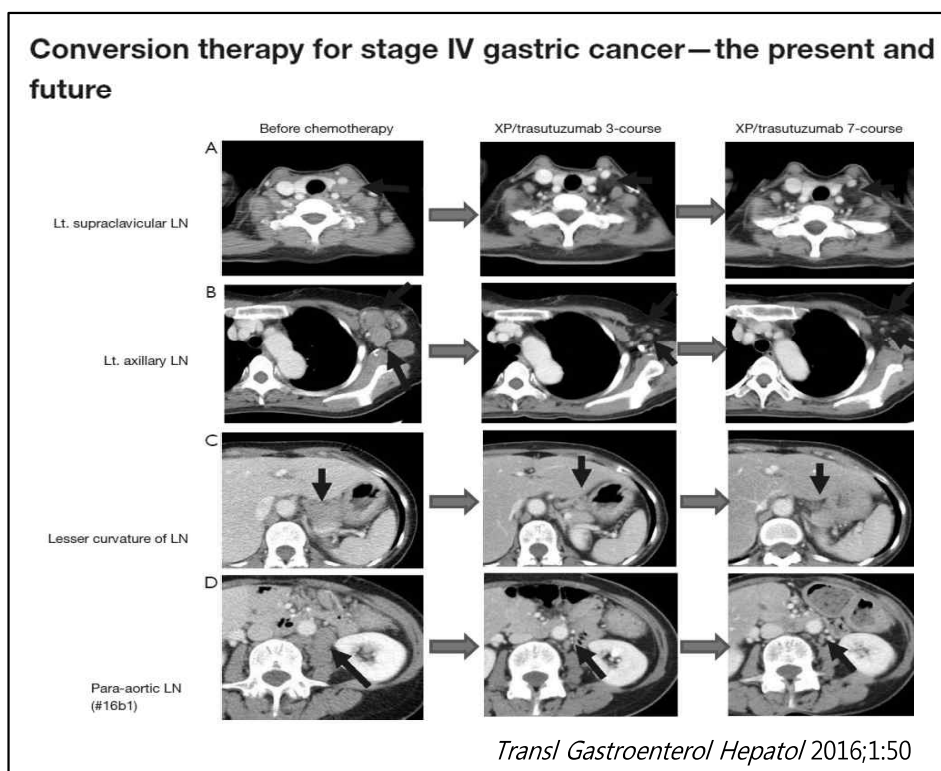 Conversion therapy for stage IV gastric cancer—the present and
future
Before chemotherapy
XP/trasutuzumab 3-course
XP/trasutuzumab 7-course
A
Lt. supraclavicular LN
B
Lt. axillary LN
C
Lesser curvature of LN
D
Para-aortic LN
(#16b1)
Transl Gastroenterol Hepatol 2016;1:50